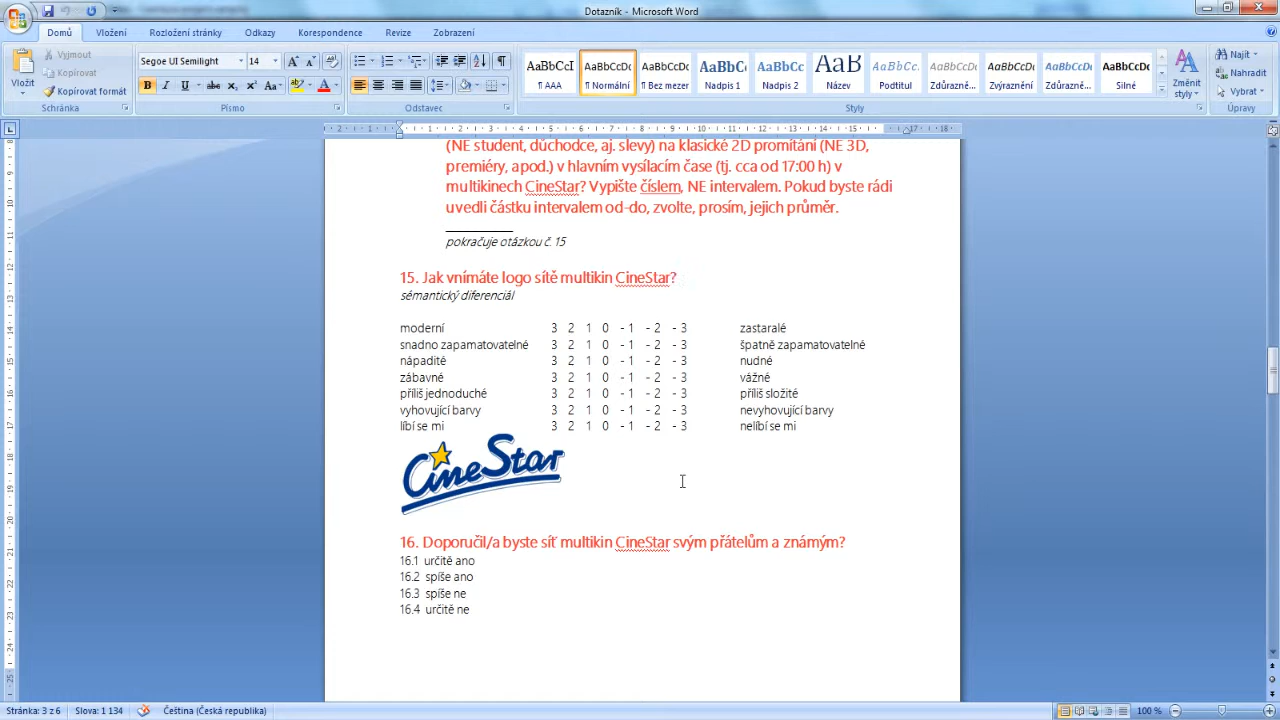 Dotazník - Microsoft Word
Domů Vložení Rozložení stránky Odkazy Korespondence Revize Zobrazení
Vložit
Vyjmout
Kopírovat
Kopírovat formát
Schránka
Segoe UI Semilight 14
Písmo
Odstavec
AaBbCcI AaBbCcDc AaBbCcDc AaBbCc AaBbCc AaB AaBbCcL AaBbCcDc AaBbCcDc AaBbCcDc AaBbCcDc
¶ AAA ¶ Normální ¶ Bez mezer Nadpis 1 Nadpis 2 Název Podtitul Zdůrazně... Zvýraznění Zdůrazně... Silné
Styly
Změnit styly
Najít
Nahradit
Vybrat
Úpravy
(NE student, důchodce, aj. slevy) na klasické 2D promítání (NE 3D,
premiéry, apod.) v hlavním vysílacím čase (tj. cca od 17:00 h) v
multikinech CineStar? Vypište číslem, NE intervalem. Pokud byste rádi
uvedli částku intervalem od-do, zvolte, prosím, jejich průměr.
pokračuje otázkou č. 15
15. Jak vnímáte logo sítě multikin CineStar?
sémantický diferenciál
moderní 3 2 1 0 - 1 - 2 - 3 zastaralé
snadno zapamatovatelné 3 2 1 0 - 1 - 2 - 3 špatně zapamatovatelné
nápadité 3 2 1 0 - 1 - 2 - 3 nudné
zábavné 3 2 1 0 - 1 - 2 - 3 vážné
příliš jednoduché 3 2 1 0 - 1 - 2 - 3 příliš složité
vyhovující barvy 3 2 1 0 - 1 - 2 - 3 nevyhovující barvy
líbí se mi 3 2 1 0 - 1 - 2 - 3 nelíbí se mi
CineStar
16. Doporučil/a byste síť multikin CineStar svým přátelům a známým?
16.1 určitě ano
16.2 spíše ano
16.3 spíše ne
16.4 určitě ne
Stránka: 3 z 6 Slova: 1 134 Čeština (Česká republika) 100 %